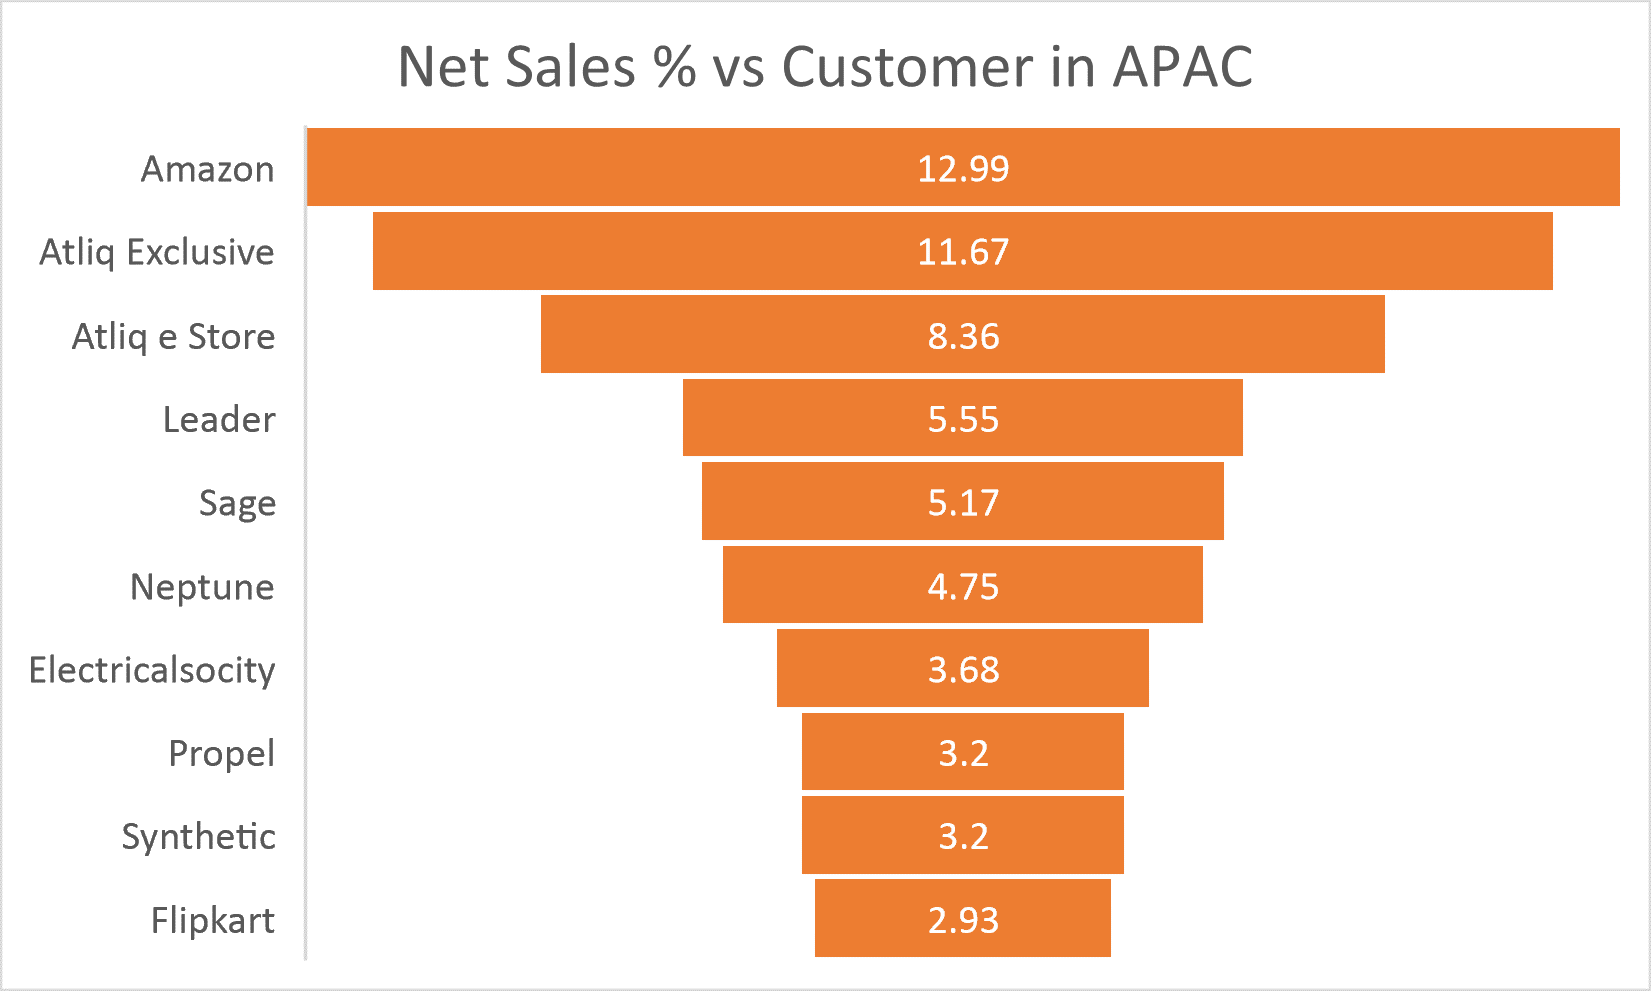 Net Sales % vs Customer in APAC
Amazon 12.99
Atliq Exclusive 11.67
Atliq e Store 8.36
Leader 5.55
Sage 5.17
Neptune 4.75
Electricalsocity 3.68
Propel 3.2
Synthetic 3.2
Flipkart 2.93